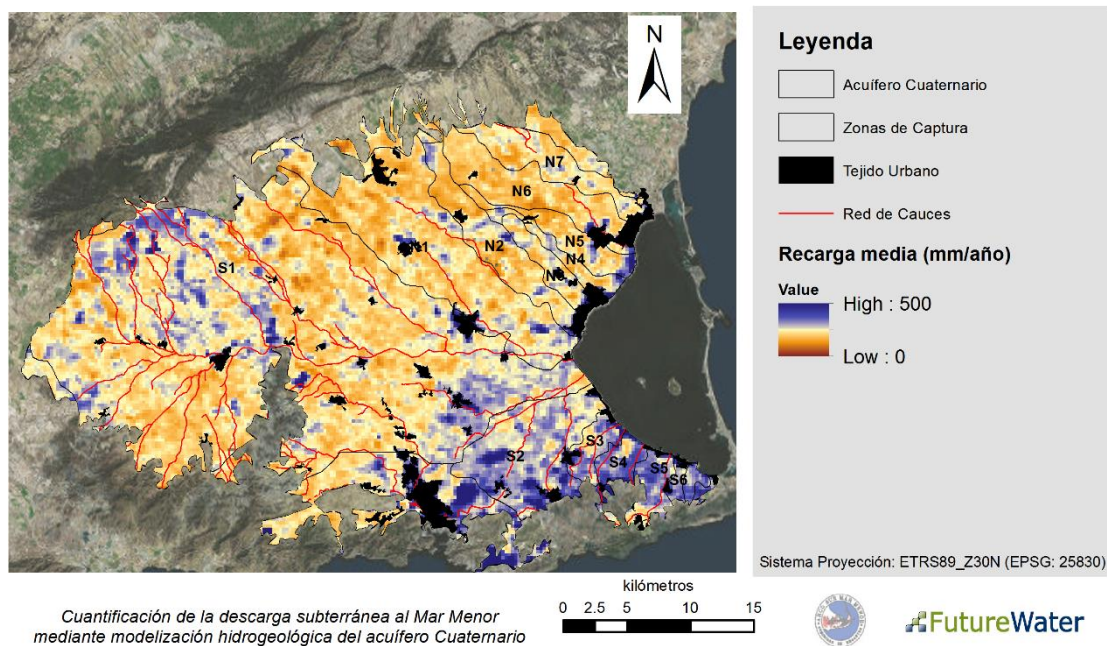 N
N7
N6
N5
N4
N1
N2
S1
S3
S2
S4
S5
S6
Leyenda
Acuífero Cuaternario
Zonas de Captura
Tejido Urbano
Red de Cauces
Recarga media (mm/año)
Value
High : 500
Low : 0
Sistema Proyección: ETRS89_Z30N (EPSG: 25830)
Cuantificación de la descarga subterránea al Mar Menor
mediante modelización hidrogeológica del acuífero Cuaternario
kilómetros
0 2.5 5 10 15
FutureWater